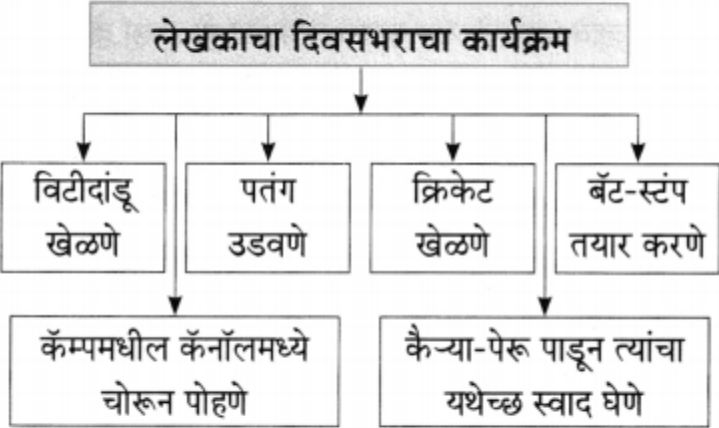 लेखकाचा दिवसभराचा कार्यक्रम
विटीदांडू
खेळणे
पतंग
उडवणे
क्रिकेट
खेळणे
बॅट-स्टंप
तयार करणे
कॅम्पमधील कॅनॉलमध्ये
चोरून पोहणे
कैऱ्या-पेरू पाडून त्यांचा
यथेच्छ स्वाद घेणे